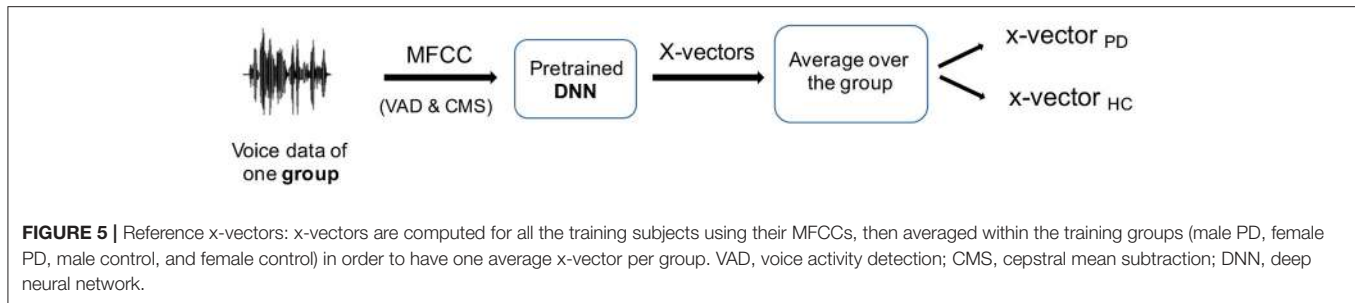 MFCC
(VAD & CMS)
Voice data of
one group
Pretrained
DNN
X-vectors
Average over
the group
x-vector PD
x-vector HC
FIGURE 5 | Reference x-vectors: x-vectors are computed for all the training subjects using their MFCCs, then averaged within the training groups (male PD, female
PD, male control, and female control) in order to have one average x-vector per group. VAD, voice activity detection; CMS, cepstral mean subtraction; DNN, deep
neural network.